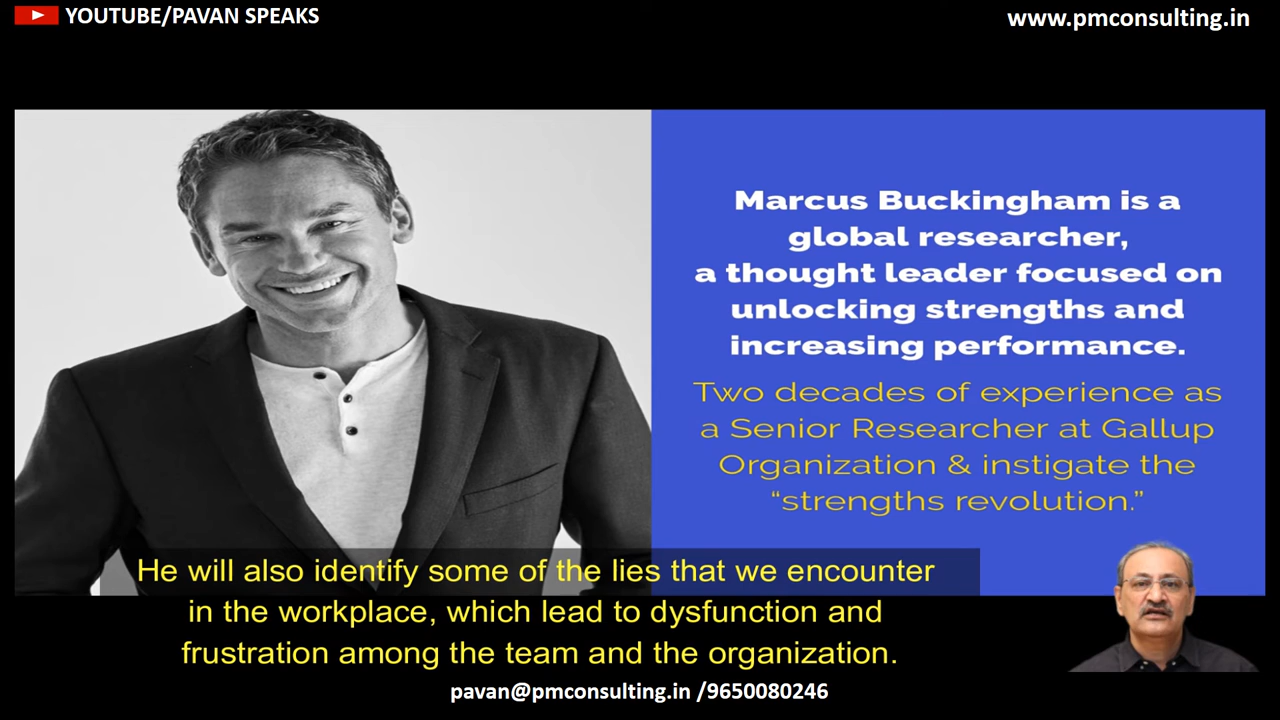 YOUTUBE/PAVAN SPEAKS
www.pmconsulting.in
Marcus Buckingham is a
global researcher,
a thought leader focused on
unlocking strengths and
increasing performance.
Two decades of experience as
a Senior Researcher at Gallup
Organization & instigate the
“strengths revolution.”
He will also identify some of the lies that we encounter
in the workplace, which lead to dysfunction and
frustration among the team and the organization.
pavan@pmconsulting.in /9650080246